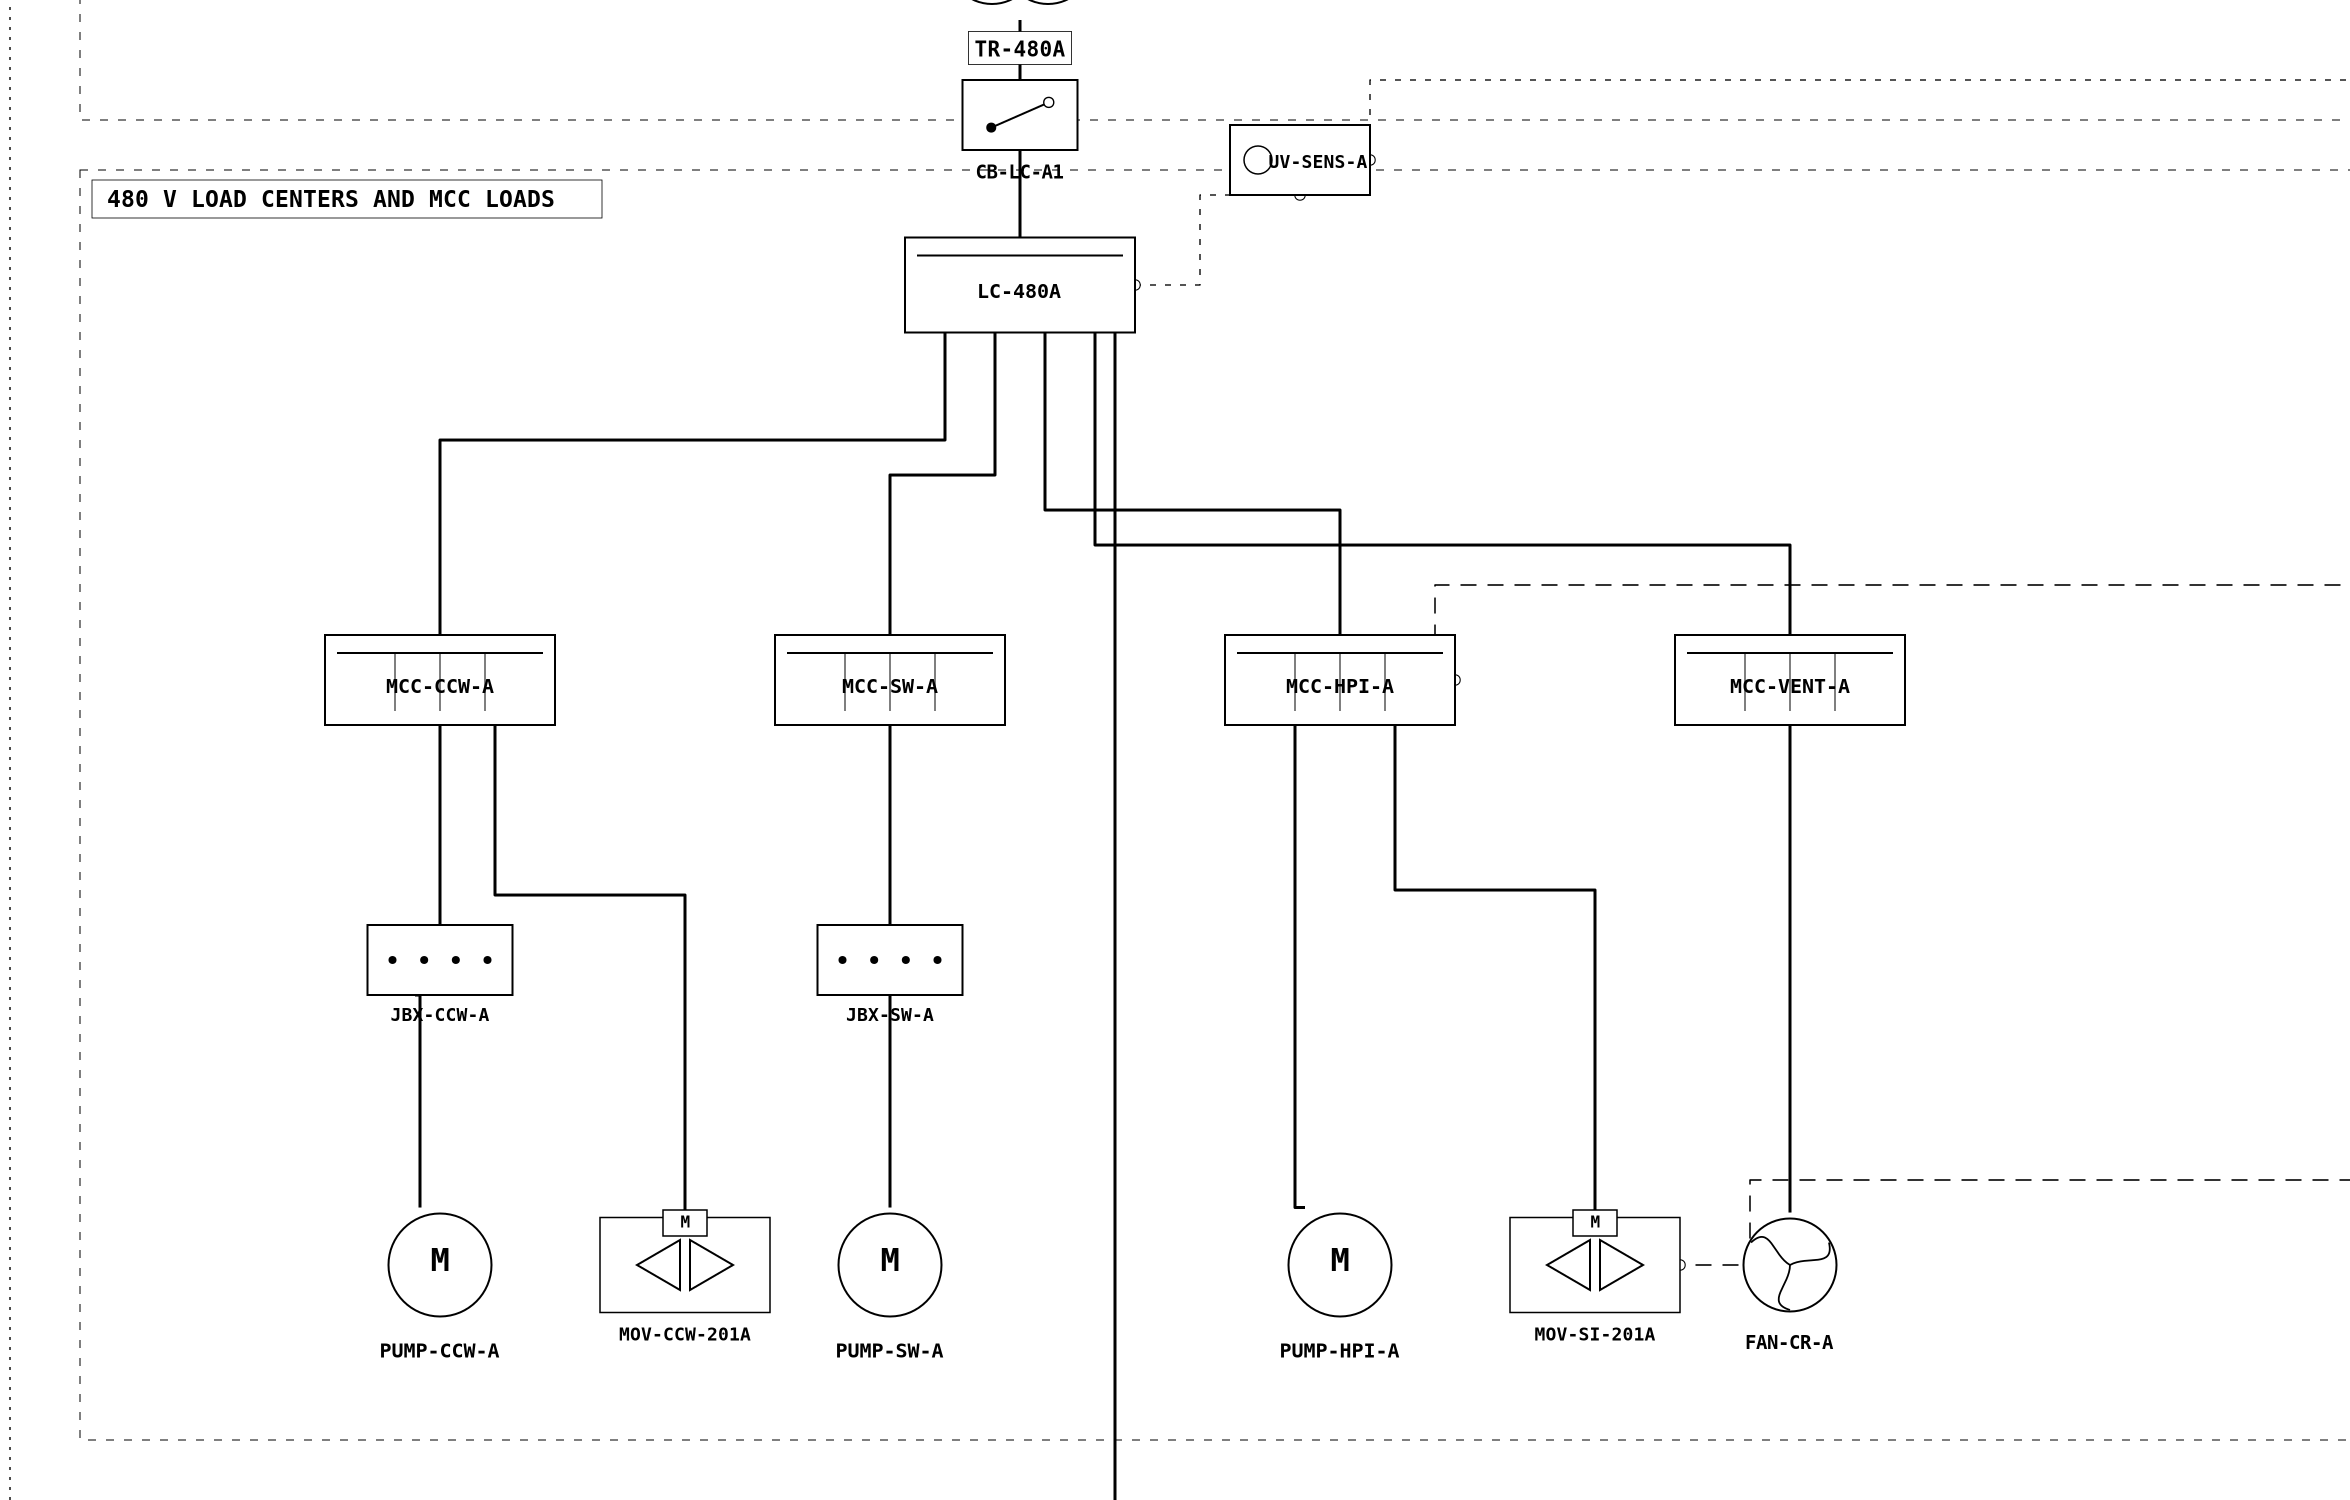 TR-480A
UV-SENS-A
CB-LC-A1
480 V LOAD CENTERS AND MCC LOADS
LC-480A
MCC-CCW-A
MCC-SW-A
MCC-HPI-A
MCC-VENT-A
JBX-CCW-A
JBX-SW-A
M
M
M
M
M
PUMP-CCW-A
MOV-CCW-201A
PUMP-SW-A
PUMP-HPI-A
MOV-SI-201A
FAN-CR-A